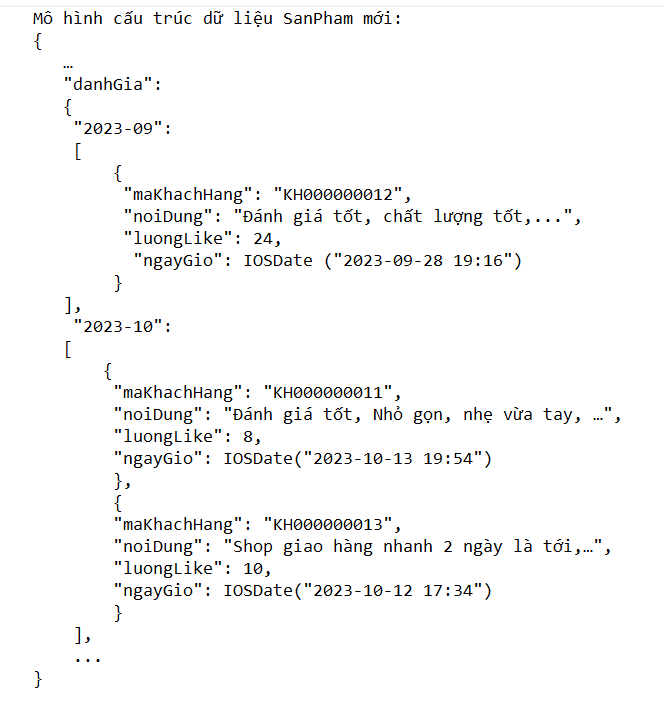 Mô hình cấu trúc dữ liệu SanPham mới:
{
…
"danhGia":
{
"2023-09":
[
{
"maKhachHang": "KH000000012",
"noiDung": "Đánh giá tốt, chất lượng tốt,...",
"luongLike": 24,
"ngayGio": IOSDate ("2023-09-28 19:16")
}
],
"2023-10":
[
{
"maKhachHang": "KH000000011",
"noiDung": "Đánh giá tốt, Nhỏ gọn, nhẹ vừa tay, …",
"luongLike": 8,
"ngayGio": IOSDate("2023-10-13 19:54")
},
{
"maKhachHang": "KH000000013",
"noiDung": "Shop giao hàng nhanh 2 ngày là tới,…",
"luongLike": 10,
"ngayGio": IOSDate("2023-10-12 17:34")
}
],
...
}